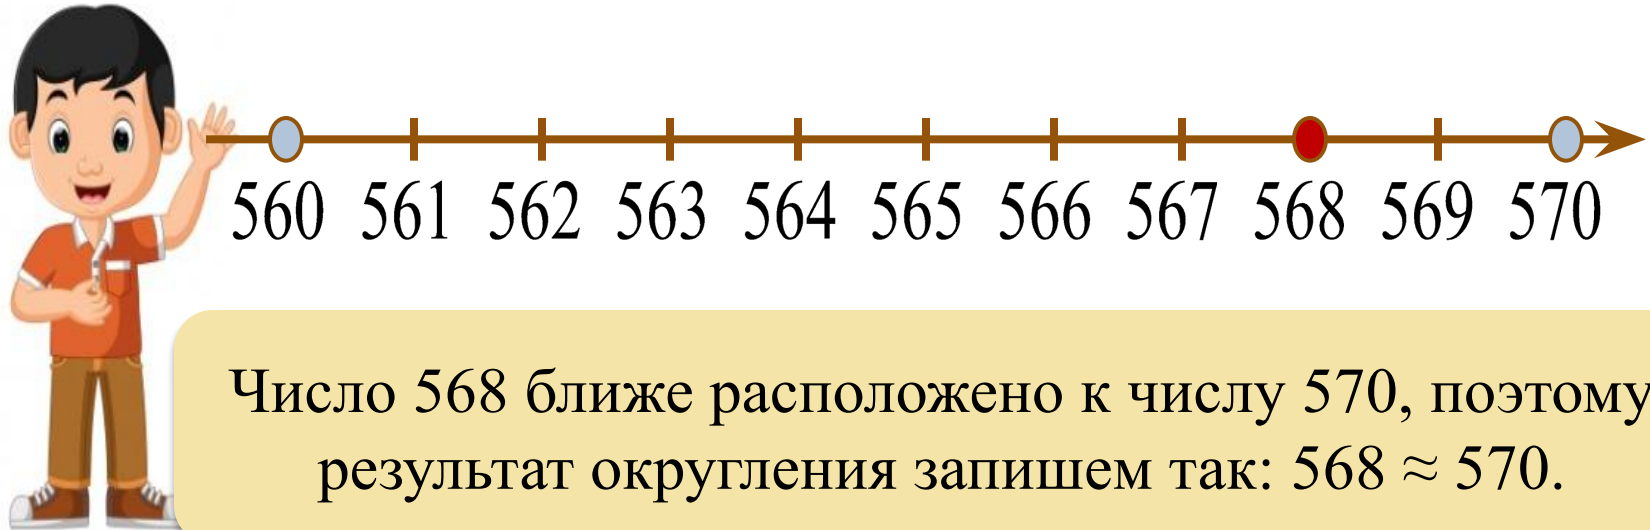 560 561 562 563 564 565 566 567 568 569 570
Число 568 ближе расположено к числу 570, поэтому
результат округления запишем так: 568 ≈ 570.